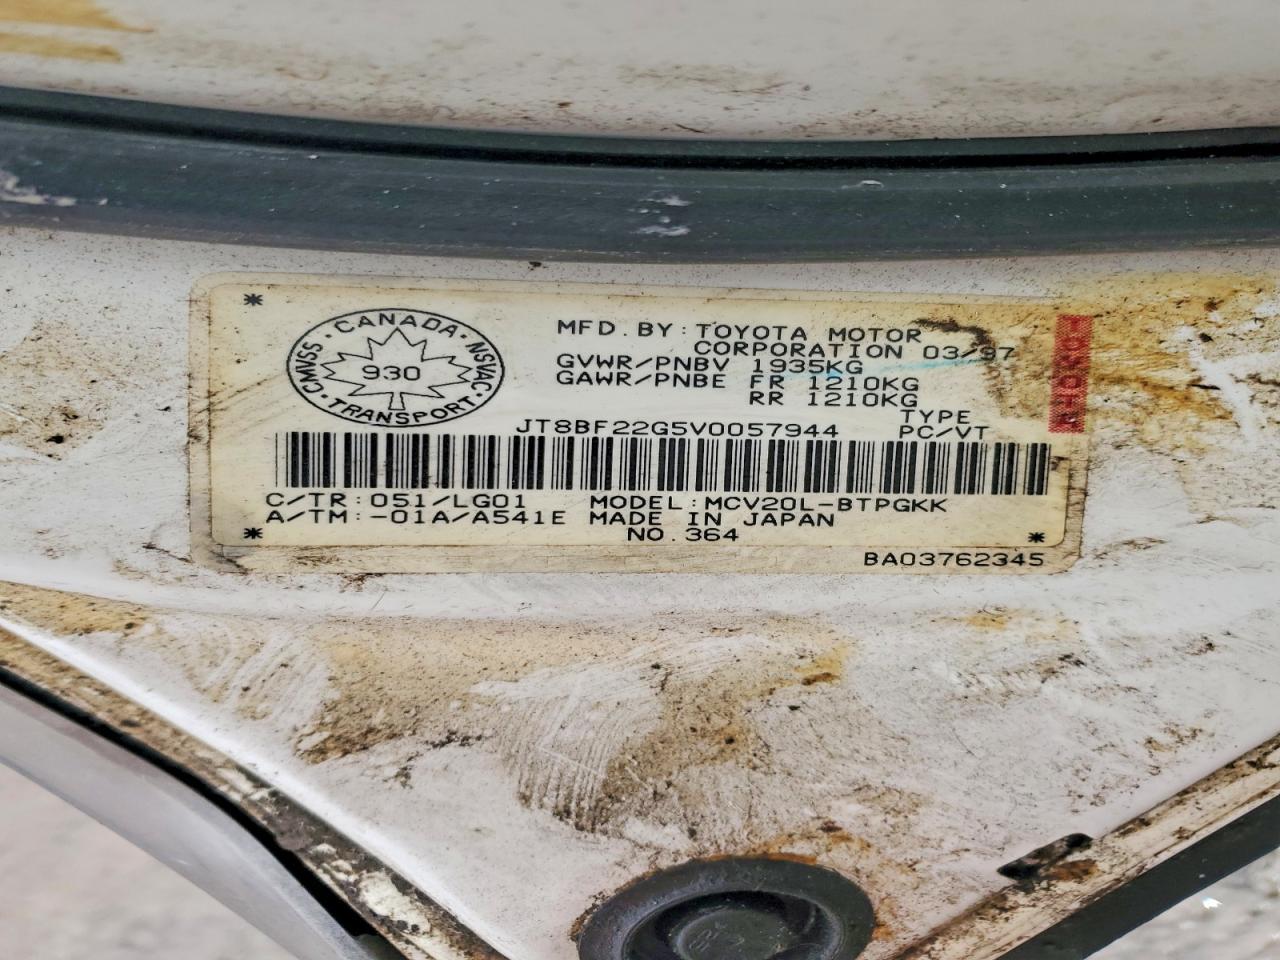 CANADA
CMVSS · NSVAC
930
TRANSPORT
MFD. BY: TOYOTA MOTOR
CORPORATION 03/97
GVWR/PNBV 1935KG
GAWR/PNBE FR 1210KG
RR 1210KG
TYPE
JT8BF22G5V0057944 PC/VT
C/TR: 051/LG01 MODEL: MCV20L-BTPGKK
A/TM: -01A/A541E MADE IN JAPAN
NO. 364
BA03762345
TOYOTA